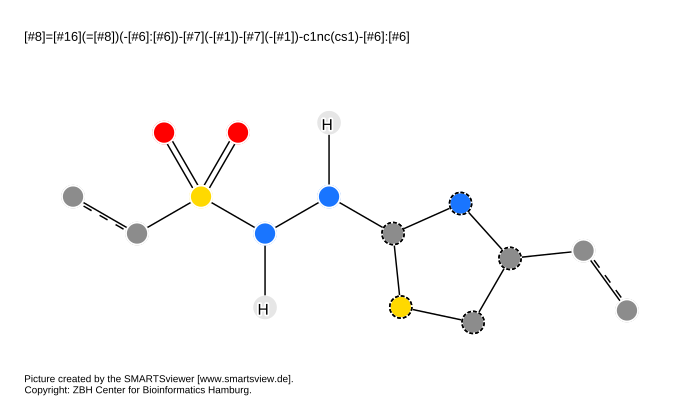 [#8]=[#16](=[#8])(-[#6]:[#6])-[#7](-[#1])-[#7](-[#1])-c1nc(cs1)-[#6]:[#6]
H
H
Picture created by the SMARTSviewer [www.smartsview.de].
Copyright: ZBH Center for Bioinformatics Hamburg.